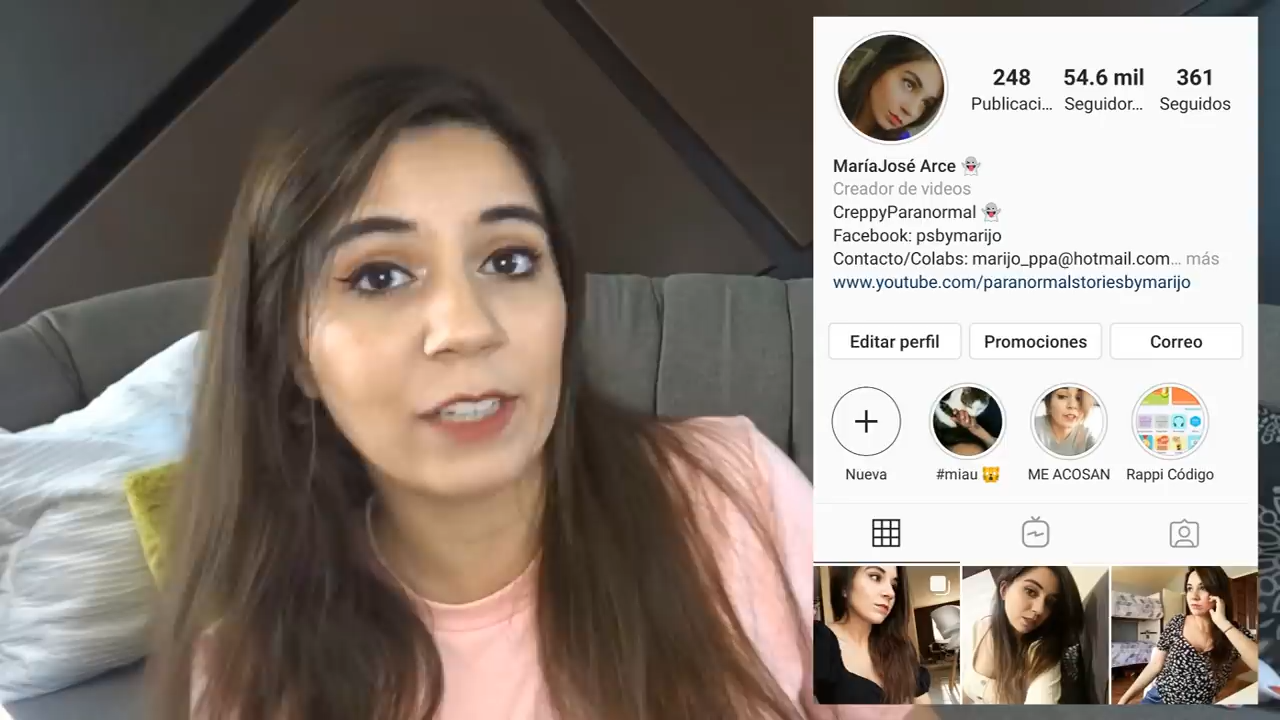 248 54.6 mil 361
Publicaci... Seguidor... Seguidos
MaríaJosé Arce 👻
Creador de videos
CreppyParanormal 👻
Facebook: psbymarijo
Contacto/Colabs: marijo_ppa@hotmail.com... más
www.youtube.com/paranormalstoriesbymarijo
Editar perfil Promociones Correo
Nueva #miau 🐯 ME ACOSAN Rappi Código